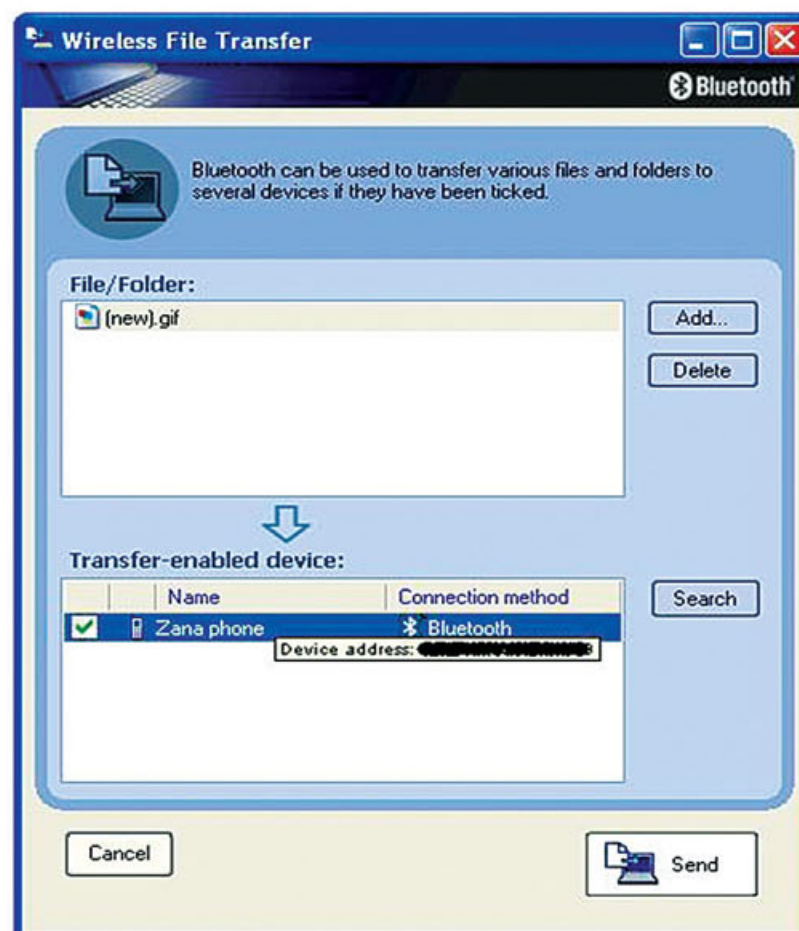 Wireless File Transfer
Bluetooth
Bluetooth can be used to transfer various files and folders to
several devices if they have been ticked.
File/Folder:
(new).gif
Add...
Delete
Transfer-enabled device:
Name Connection method
Search
Zana phone Bluetooth
Device address:
Cancel
Send